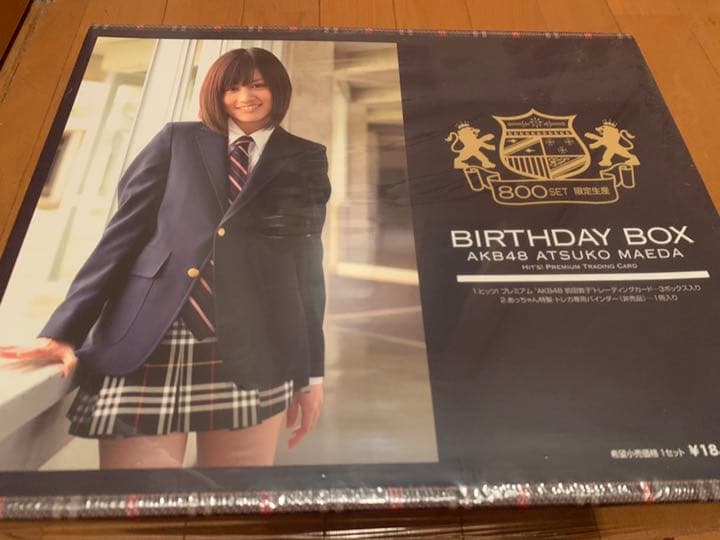 800 SET 限定生産
BIRTHDAY BOX
AKB48 ATSUKO MAEDA
HIT'S! PREMIUM TRADING CARD
1.ヒッツ!プレミアム"AKB48 前田敦子"トレーディングカード…3ボックス入り
2.あっちゃん特製・トレカ専用バインダー(非売品)…1冊入り
希望小売価格 1セット ¥18,